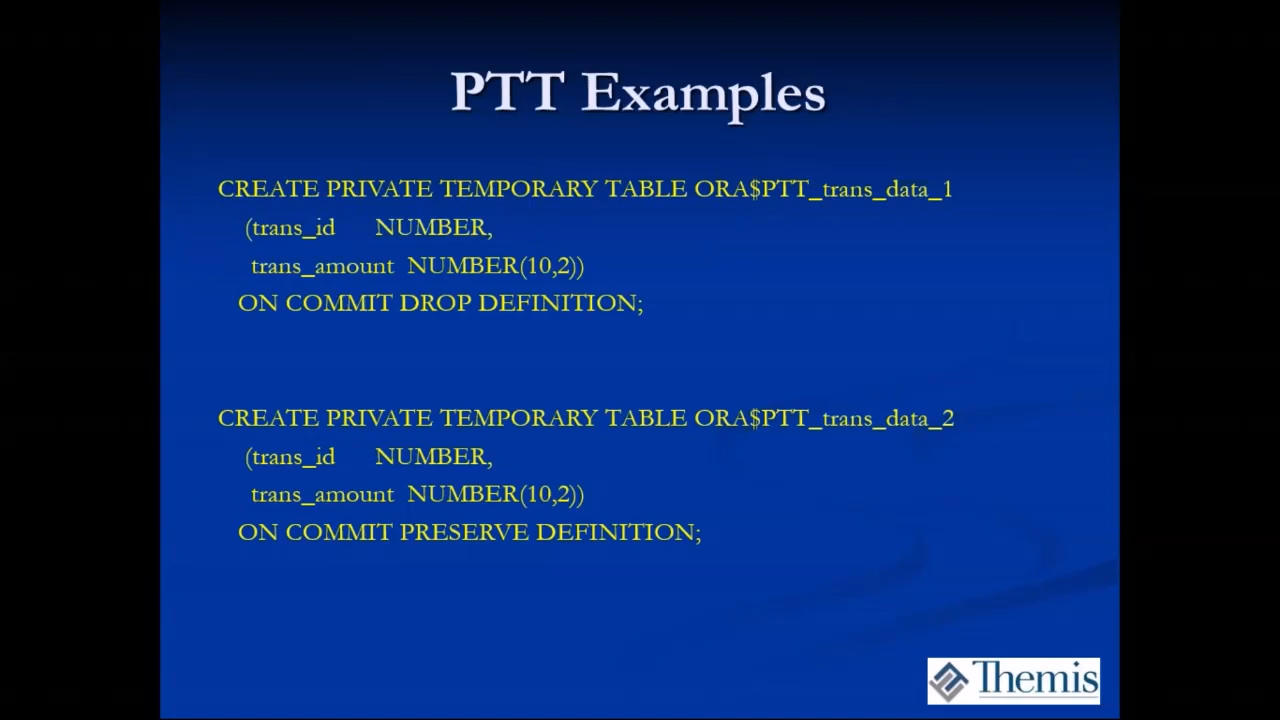 PTT Examples
CREATE PRIVATE TEMPORARY TABLE ORA$PTT_trans_data_1
(trans_id NUMBER,
trans_amount NUMBER(10,2))
ON COMMIT DROP DEFINITION;
CREATE PRIVATE TEMPORARY TABLE ORA$PTT_trans_data_2
(trans_id NUMBER,
trans_amount NUMBER(10,2))
ON COMMIT PRESERVE DEFINITION;
Themis